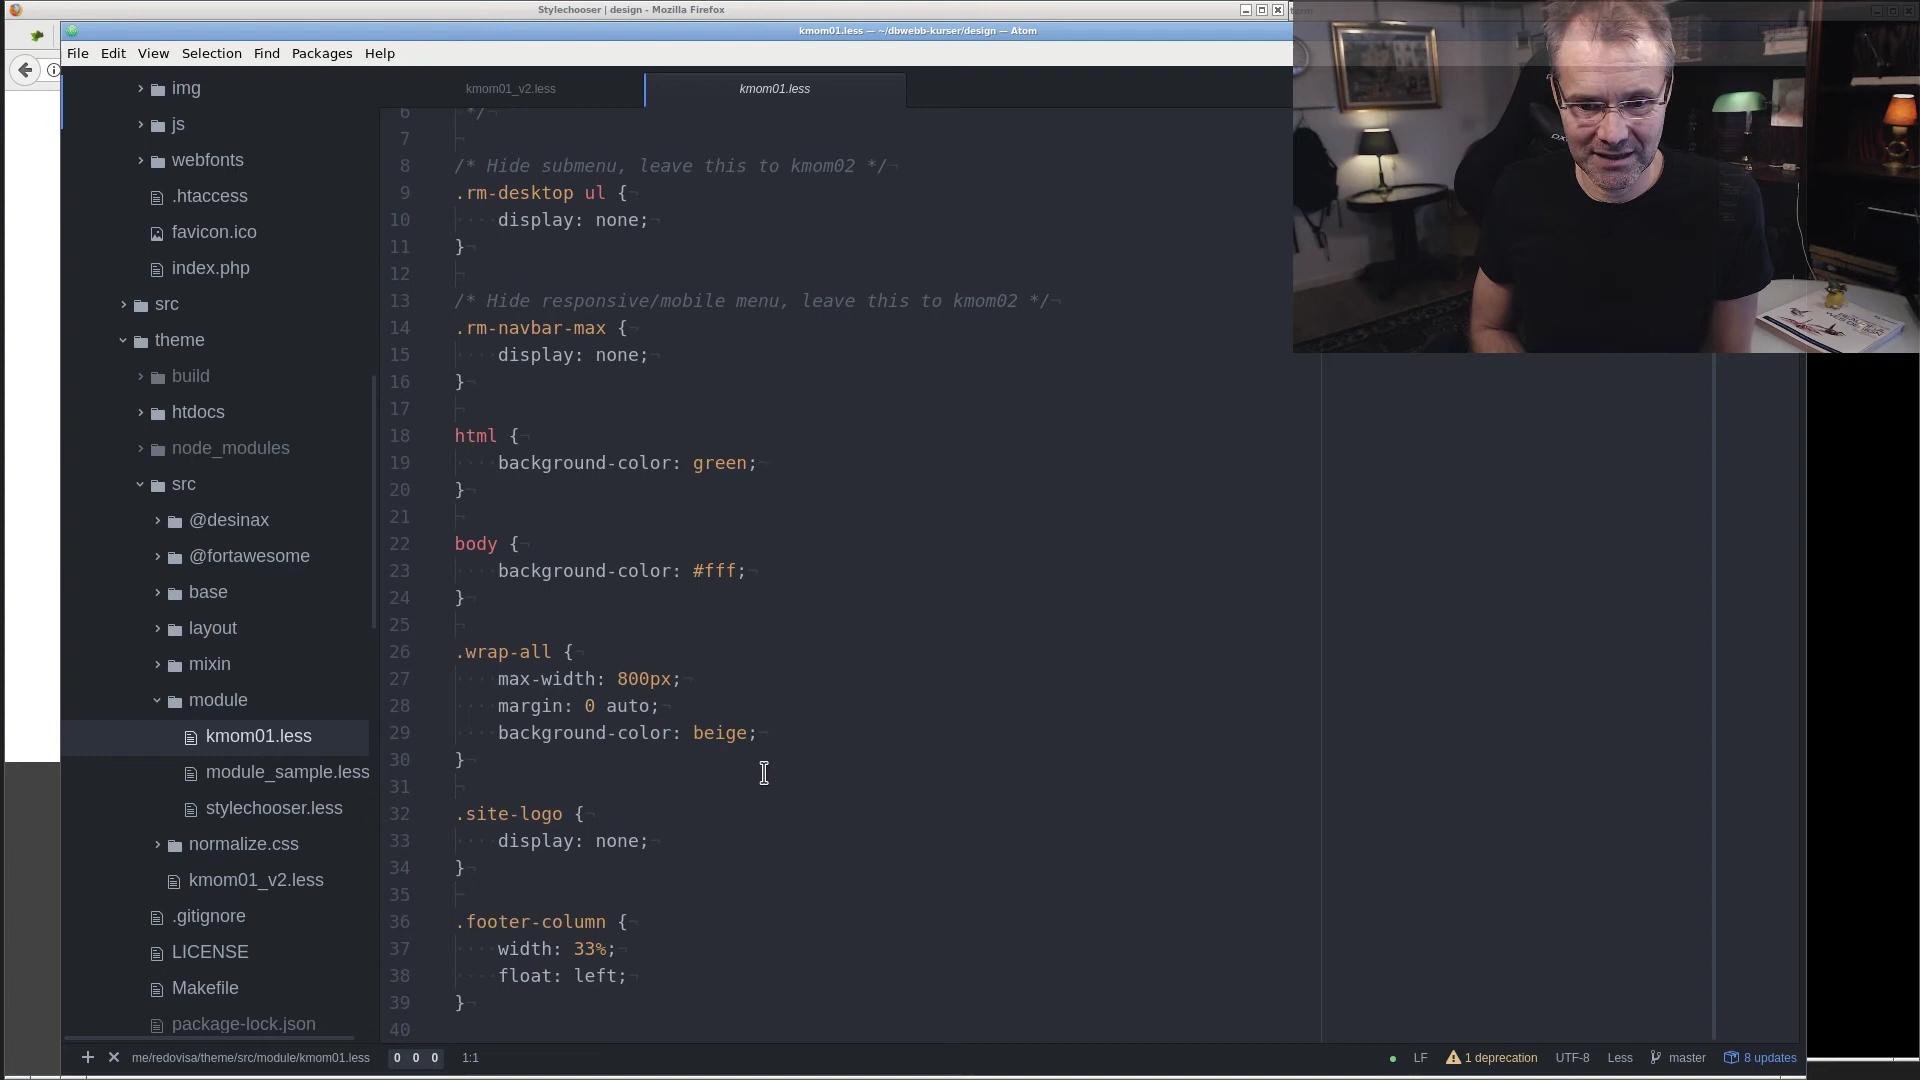 Stylechooser | design - Mozilla Firefox
kmom01.less — ~/dbwebb-kurser/design — Atom
File Edit View Selection Find Packages Help
img
js
webfonts
.htaccess
favicon.ico
index.php
src
theme
build
htdocs
node_modules
src
@desinax
@fortawesome
base
layout
mixin
module
kmom01.less
module_sample.less
stylechooser.less
normalize.css
kmom01_v2.less
.gitignore
LICENSE
Makefile
package-lock.json
kmom01_v2.less
kmom01.less
6 */
7
8 /* Hide submenu, leave this to kmom02 */
9 .rm-desktop ul {
10 display: none;
11 }
12
13 /* Hide responsive/mobile menu, leave this to kmom02 */
14 .rm-navbar-max {
15 display: none;
16 }
17
18 html {
19 background-color: green;
20 }
21
22 body {
23 background-color: #fff;
24 }
25
26 .wrap-all {
27 max-width: 800px;
28 margin: 0 auto;
29 background-color: beige;
30 }
31
32 .site-logo {
33 display: none;
34 }
35
36 .footer-column {
37 width: 33%;
38 float: left;
39 }
40
me/redovisa/theme/src/module/kmom01.less 0 0 0 1:1 LF 1 deprecation UTF-8 Less master 8 updates